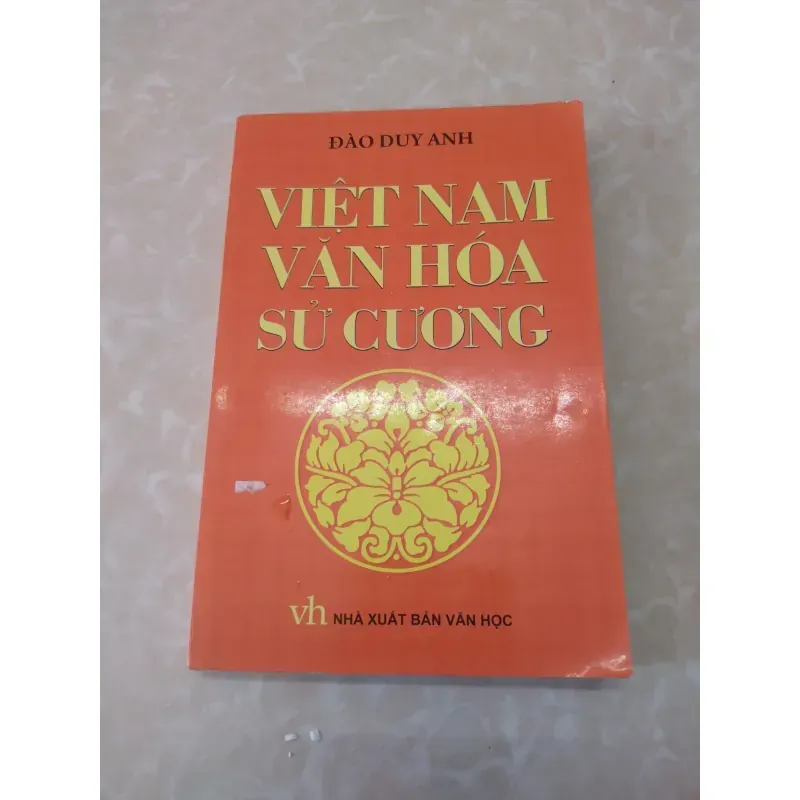 ĐÀO DUY ANH
VIỆT NAM
VĂN HÓA
SỬ CƯƠNG
vh NHÀ XUẤT BẢN VĂN HỌC